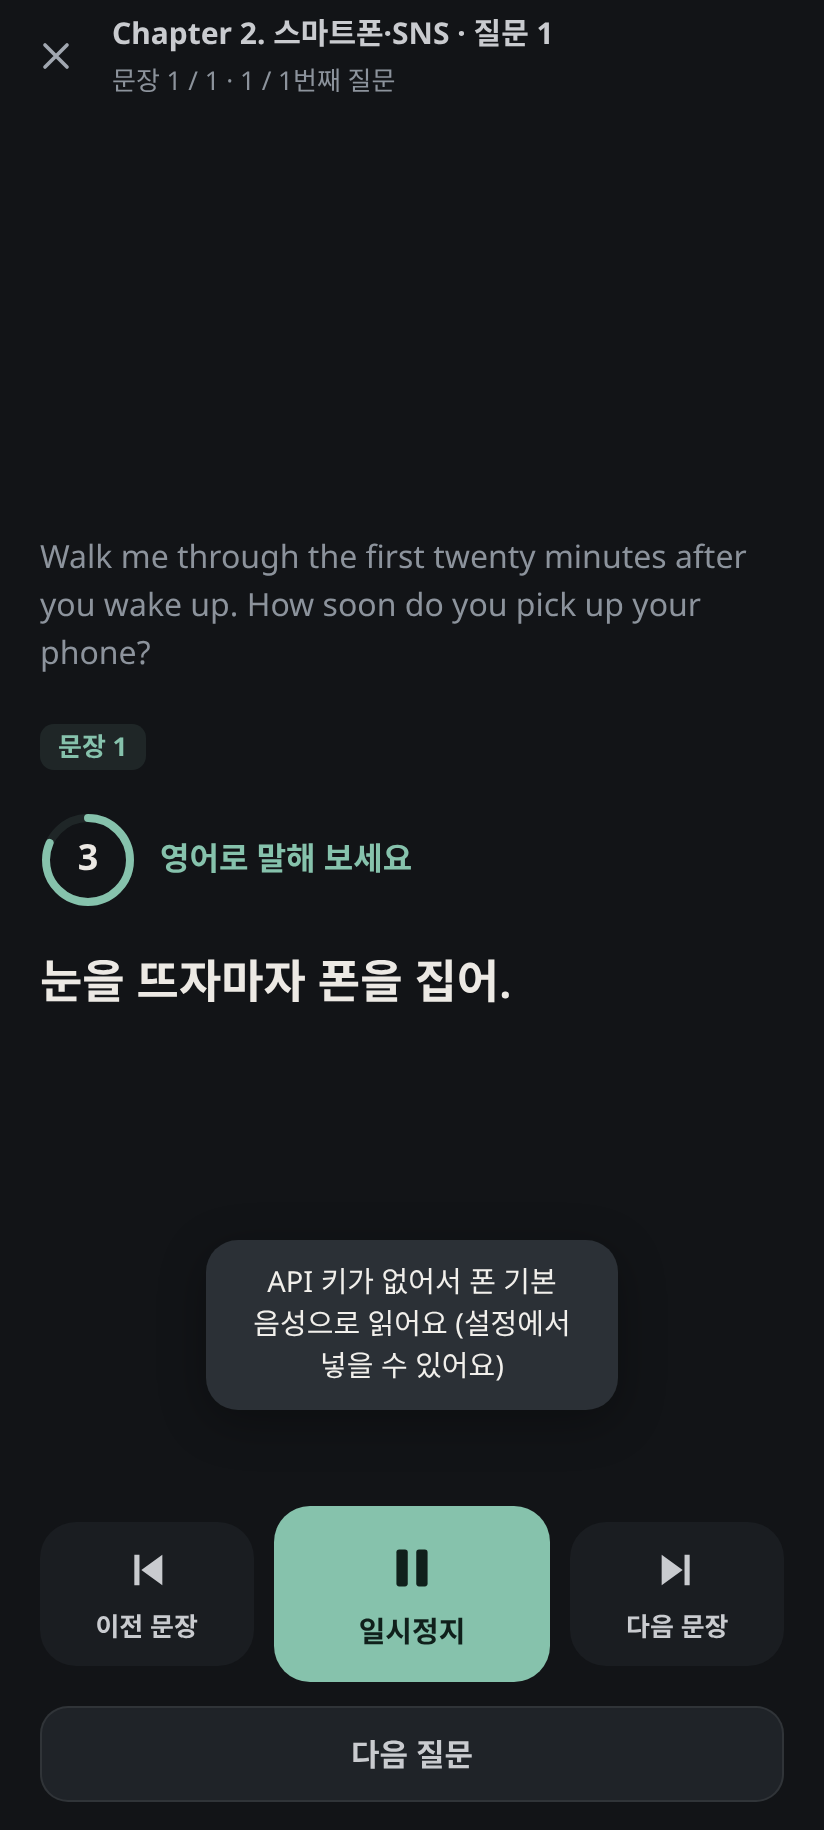 Chapter 2. 스마트폰·SNS · 질문 1
문장 1 / 1 · 1 / 1번째 질문
Walk me through the first twenty minutes after
you wake up. How soon do you pick up your
phone?
문장 1
3
영어로 말해 보세요
눈을 뜨자마자 폰을 집어.
API 키가 없어서 폰 기본
음성으로 읽어요 (설정에서
넣을 수 있어요)
이전 문장
일시정지
다음 문장
다음 질문